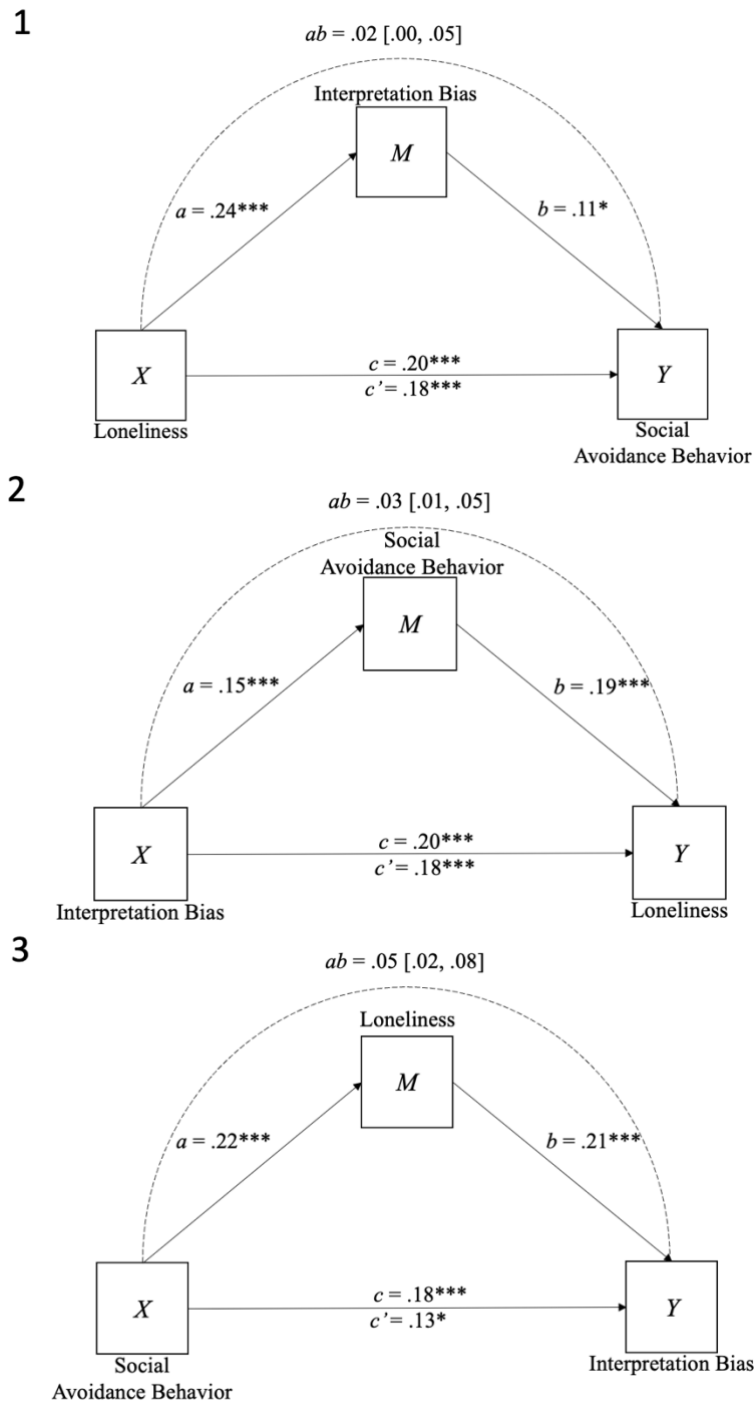 1
ab = .02 [.00, .05]
Interpretation Bias
M
a = .24***
b = .11*
X
c = .20***
c’= .18***
Y
Loneliness
Social
Avoidance Behavior
2
ab = .03 [.01, .05]
Social
Avoidance Behavior
M
a = .15***
b = .19***
X
c = .20***
c’= .18***
Y
Interpretation Bias
Loneliness
3
ab = .05 [.02, .08]
Loneliness
M
a = .22***
b = .21***
X
c = .18***
c’= .13*
Y
Social
Avoidance Behavior
Interpretation Bias